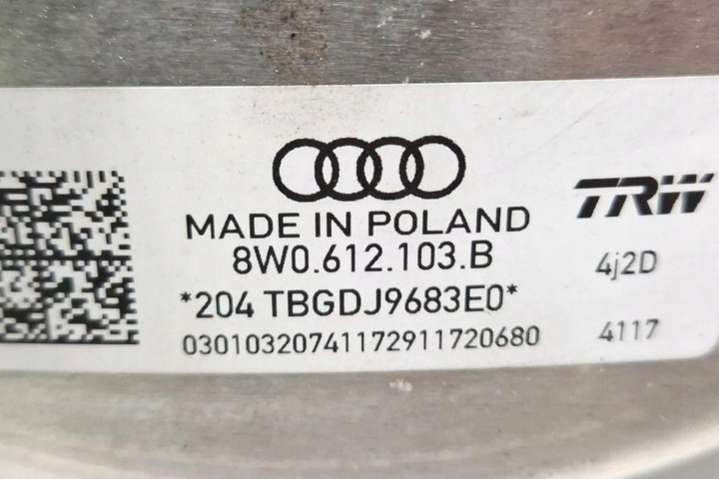 MADE IN POLAND
TRW
8W0.612.103.B
4j2D
*204 TBGDJ9683E0*
03010320741172911720680
4117